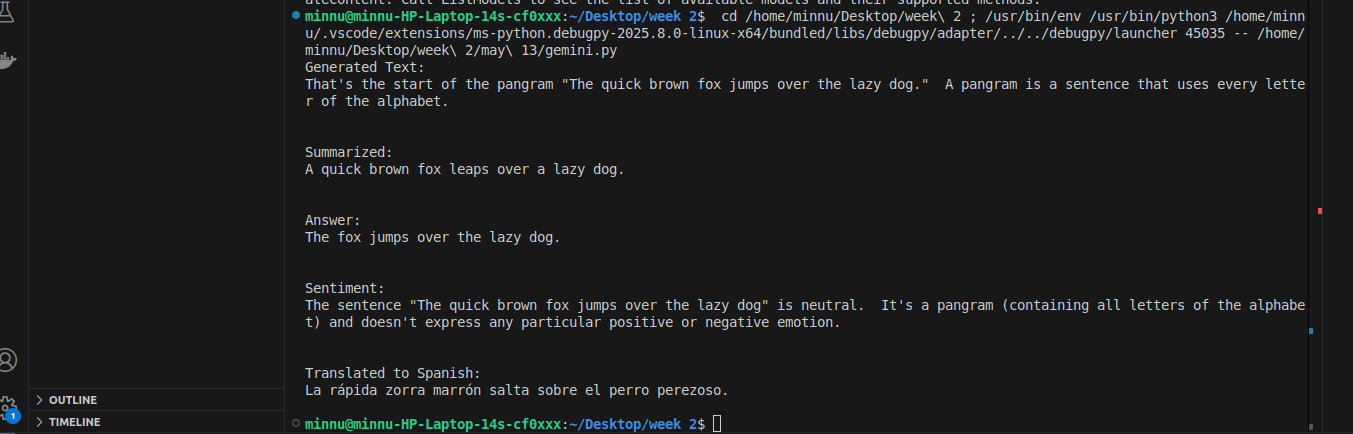 minnu@minnu-HP-Laptop-14s-cf0xxx:~/Desktop/week 2$  cd /home/minnu/Desktop/week\ 2 ; /usr/bin/env /usr/bin/python3 /home/minn
u/.vscode/extensions/ms-python.debugpy-2025.8.0-linux-x64/bundled/libs/debugpy/adapter/../../debugpy/launcher 45035 -- /home/
minnu/Desktop/week\ 2/may\ 13/gemini.py
Generated Text:
That's the start of the pangram "The quick brown fox jumps over the lazy dog."  A pangram is a sentence that uses every lette
r of the alphabet.
Summarized:
A quick brown fox leaps over a lazy dog.
Answer:
The fox jumps over the lazy dog.
Sentiment:
The sentence "The quick brown fox jumps over the lazy dog" is neutral.  It's a pangram (containing all letters of the alphabe
t) and doesn't express any particular positive or negative emotion.
Translated to Spanish:
La rápida zorra marrón salta sobre el perro perezoso.
minnu@minnu-HP-Laptop-14s-cf0xxx:~/Desktop/week 2$
OUTLINE
TIMELINE
1